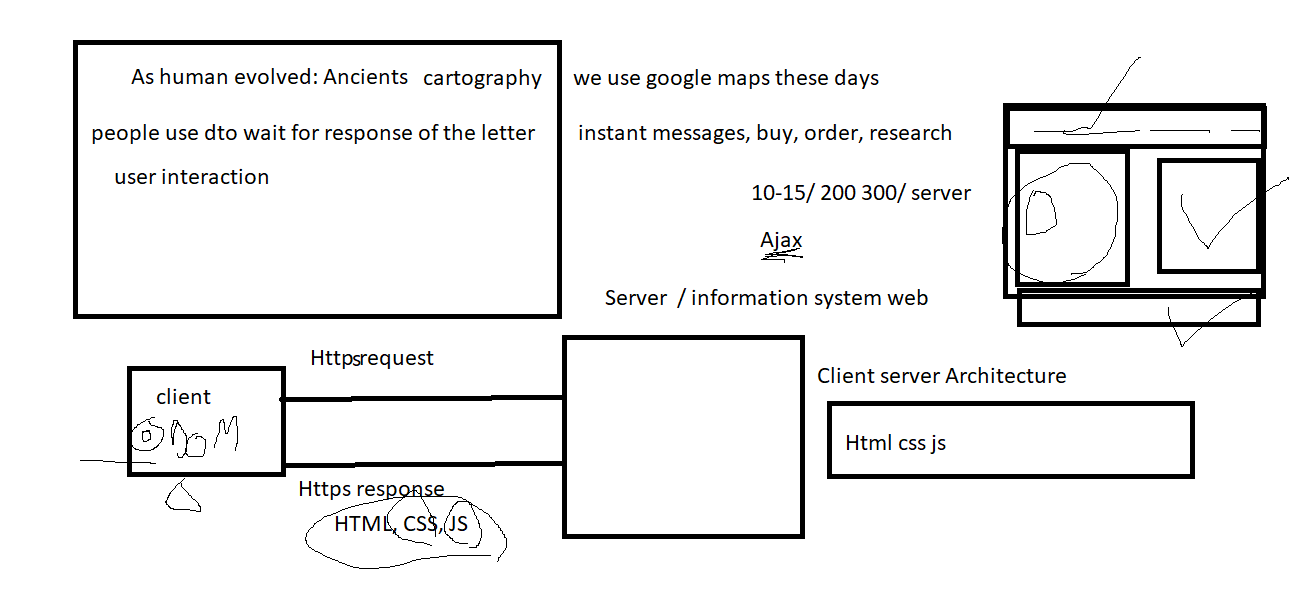 As human evolved: Ancients cartography we use google maps these days
people use dto wait for response of the letter instant messages, buy, order, research
user interaction
10-15/ 200 300/ server
Ajax
Server / information system web
Httpsrequest
Client server Architecture
client
DOM
Html css js
Https response
HTML, CSS, JS